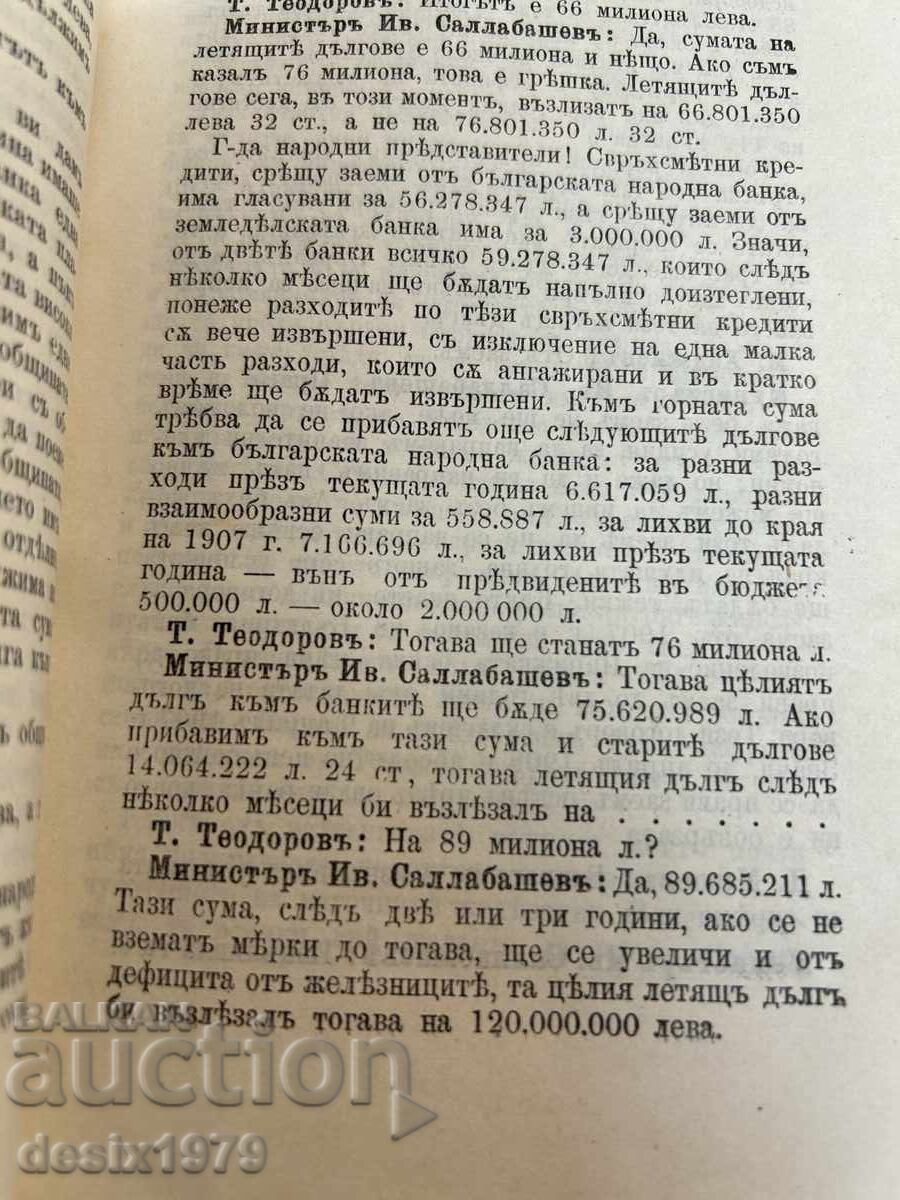 Т. Теодоровъ: Итогътъ е 66 милиона лева.
Министъръ Ив. Саллабашевъ: Да, сумата на
летящитѣ дългове е 66 милиона и нѣщо. Ако съмъ
казалъ 76 милиона, това е грѣшка. Летящитѣ дъл-
гове сега, въ този моментъ, възлизатъ на 66.801.350
лева 32 ст., а не на 76.801.350 л. 32 ст.
Г-да народни прѣдставители! Свръхсмѣтни кре-
дити, срѣщу заеми отъ българската народна банка,
има гласувани за 56.278.347 л., а срѣщу заеми отъ
земледѣлската банка има за 3.000.000 л. Значи,
отъ двѣтѣ банки всичко 59.278.347 л., които слѣдъ
нѣколко мѣсеци ще бѫдатъ напълно доизтеглени,
понеже разходитѣ по тѣзи свръхсмѣтни кредити
сѫ вече извършени, съ изключение на една малка
часть разходи, които сѫ ангажирани и въ кратко
врѣме ще бѫдатъ извършени. Къмъ горната сума
трѣбва да се прибавятъ още слѣдующитѣ дългове
къмъ българската народна банка: за разни раз-
ходи прѣзъ текущата година 6.617.059 л., разни
взаимообразни суми за 558.887 л., за лихви до края
на 1907 г. 7.166.696 л., за лихви прѣзъ текущата
година — вънъ отъ прѣдвиденитѣ въ бюджета
500.000 л. — около 2.000 000 л.
Т. Теодоровъ: Тогава ще станатъ 76 милиона л.
Министъръ Ив. Саллабашевъ: Тогава цѣлиятъ
дългъ къмъ банкитѣ ще бѫде 75.620.989 л. Ако
прибавимъ къмъ тази сума и старитѣ дългове
14.064.222 л. 24 ст, тогава летящия дългъ слѣдъ
нѣколко мѣсеци би възлѣзалъ на . . . . . . .
Т. Теодоровъ: На 89 милиона л.?
Министъръ Ив. Саллабашевъ: Да, 89.685.211 л.
Тази сума, слѣдъ двѣ или три години, ако се не
взематъ мѣрки до тогава, ще се увеличи и отъ
дефицита отъ желѣзницитѣ, та цѣлия летящъ дългъ
би възлѣзалъ тогава на 120.000.000 лева.
BALKAN
auction
desix1979